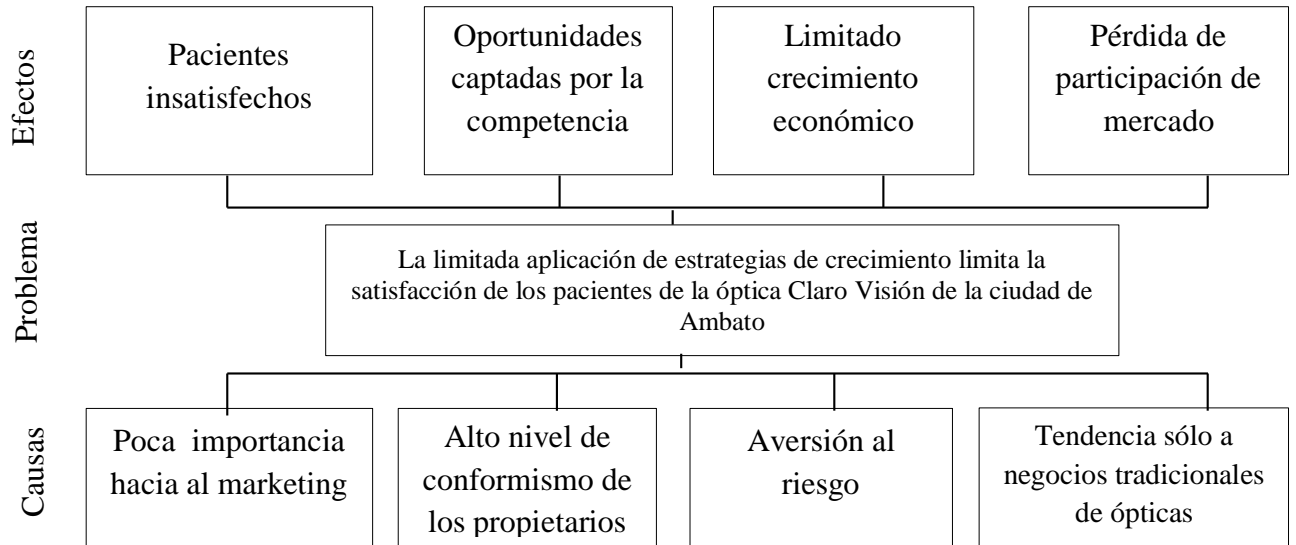 Efectos
Pacientes
insatisfechos
Oportunidades
captadas por la
competencia
Limitado
crecimiento
económico
Pérdida de
participación de
mercado
Problema
La limitada aplicación de estrategias de crecimiento limita la
satisfacción de los pacientes de la óptica Claro Visión de la ciudad de
Ambato
Causas
Poca importancia
hacia al marketing
Alto nivel de
conformismo de
los propietarios
Aversión al
riesgo
Tendencia sólo a
negocios tradicionales
de ópticas